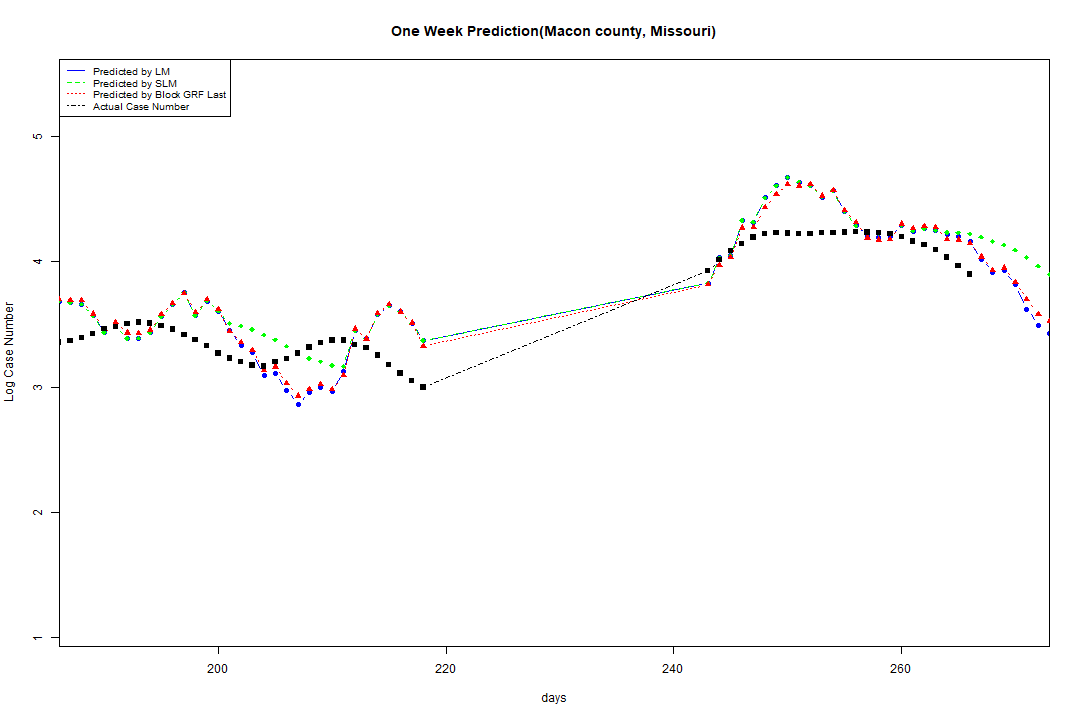 One Week Prediction(Macon county, Missouri)
Predicted by LM
Predicted by SLM
Predicted by Block GRF Last
Actual Case Number
5
4
3
2
1
Log Case Number
200
220
240
260
days